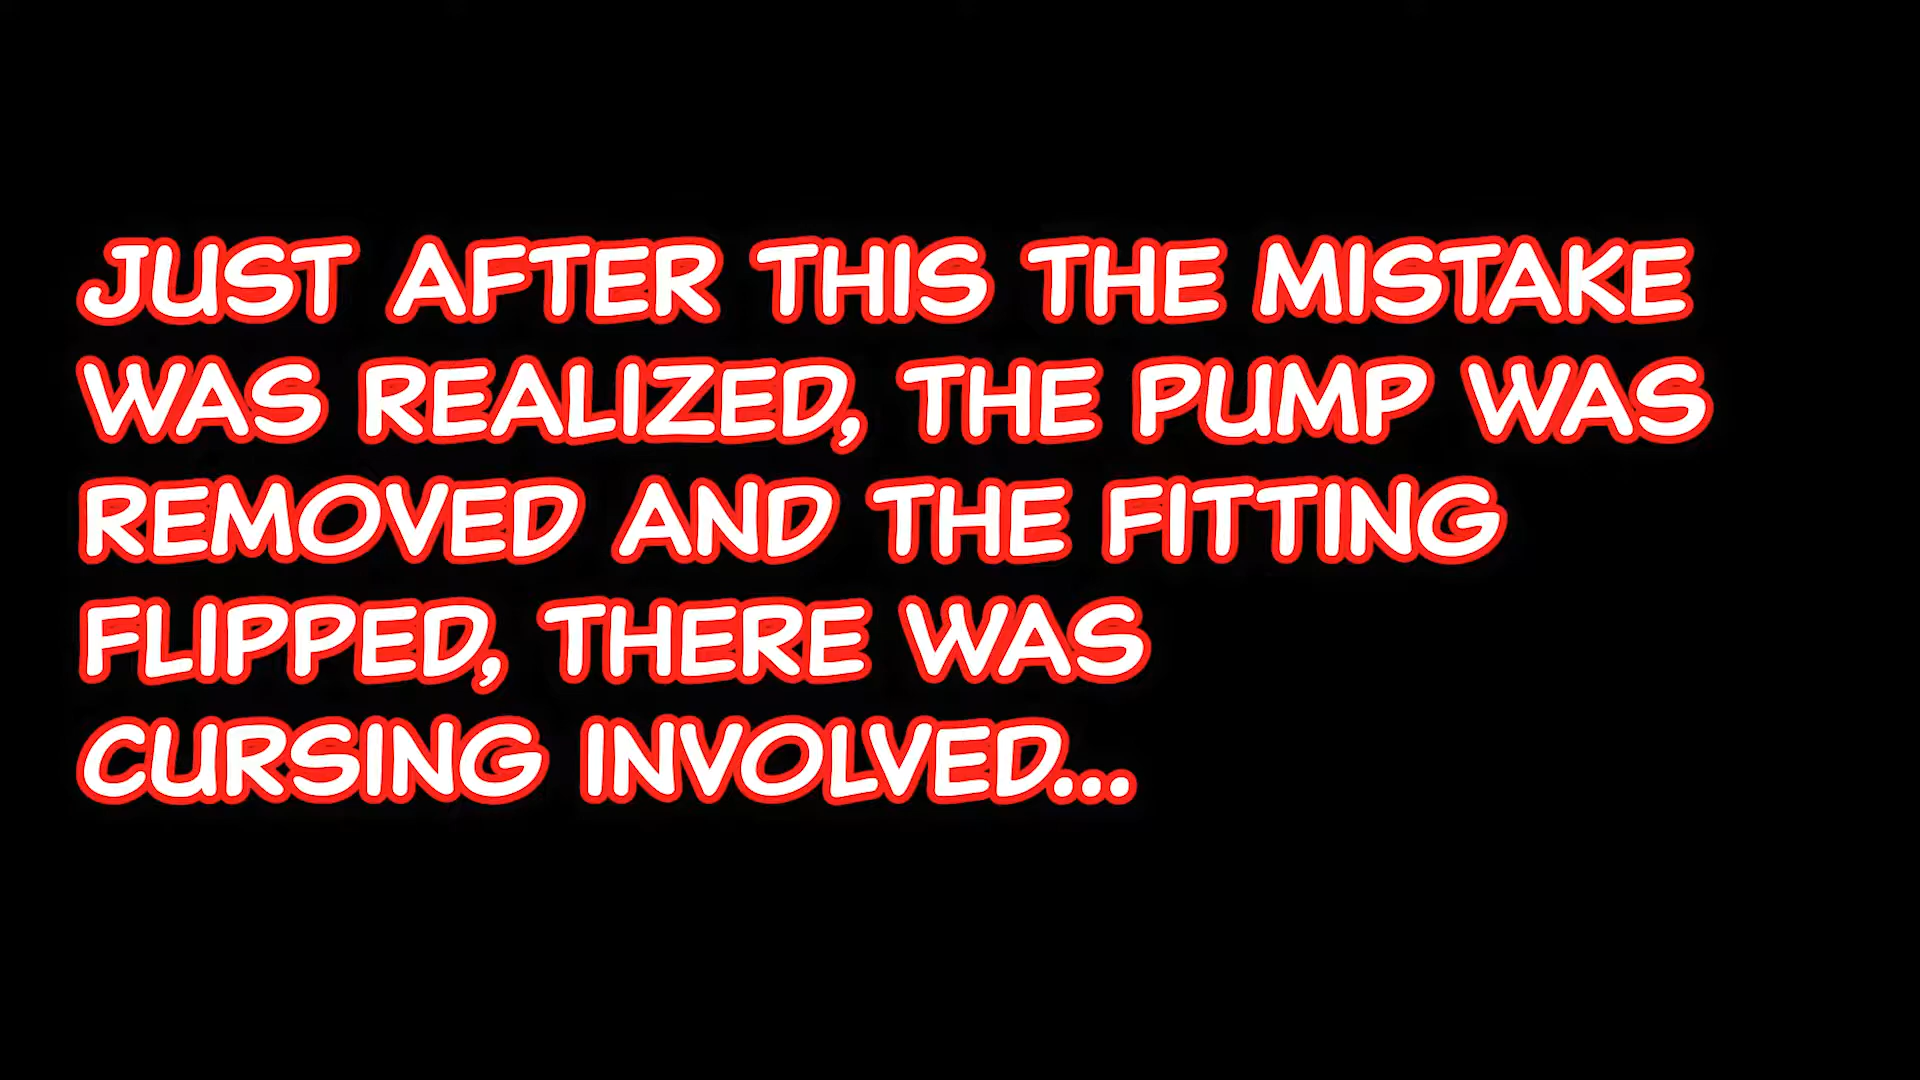 JUST AFTER THIS THE MISTAKE
WAS REALIZED, THE PUMP WAS
REMOVED AND THE FITTING
FLIPPED, THERE WAS
CURSING INVOLVED...